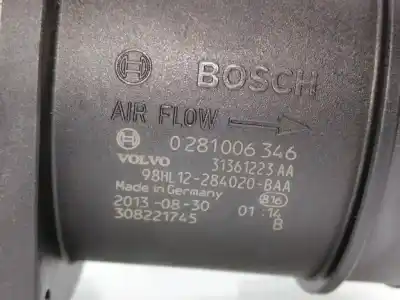 BOSCH
AIR FLOW
0 281 006 346
VOLVO 31361223 AA
98HL12-284020-BAA
Made in Germany 816
2013-08-30 01:14
308221745 B